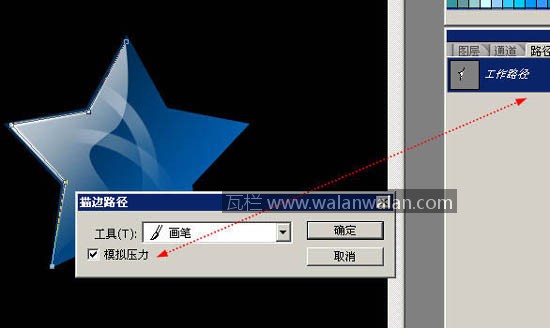 图层 通道 路径
工作路径
瓦栏 www.walanwalan.com
描边路径
工具(T): 画笔
确定
模拟压力
取消